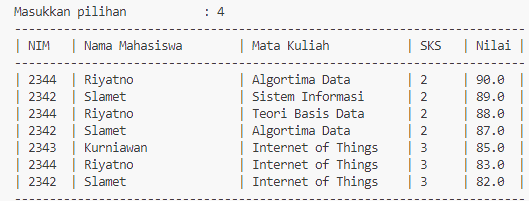 Masukkan pilihan : 4
--------------------------------------------------------------------
| NIM | Nama Mahasiswa | Mata Kuliah | SKS | Nilai |
--------------------------------------------------------------------
| 2344 | Riyatno | Algortima Data | 2 | 90.0 |
| 2342 | Slamet | Sistem Informasi | 2 | 89.0 |
| 2344 | Riyatno | Teori Basis Data | 2 | 88.0 |
| 2342 | Slamet | Algortima Data | 2 | 87.0 |
| 2343 | Kurniawan | Internet of Things | 3 | 85.0 |
| 2344 | Riyatno | Internet of Things | 3 | 83.0 |
| 2342 | Slamet | Internet of Things | 3 | 82.0 |
--------------------------------------------------------------------